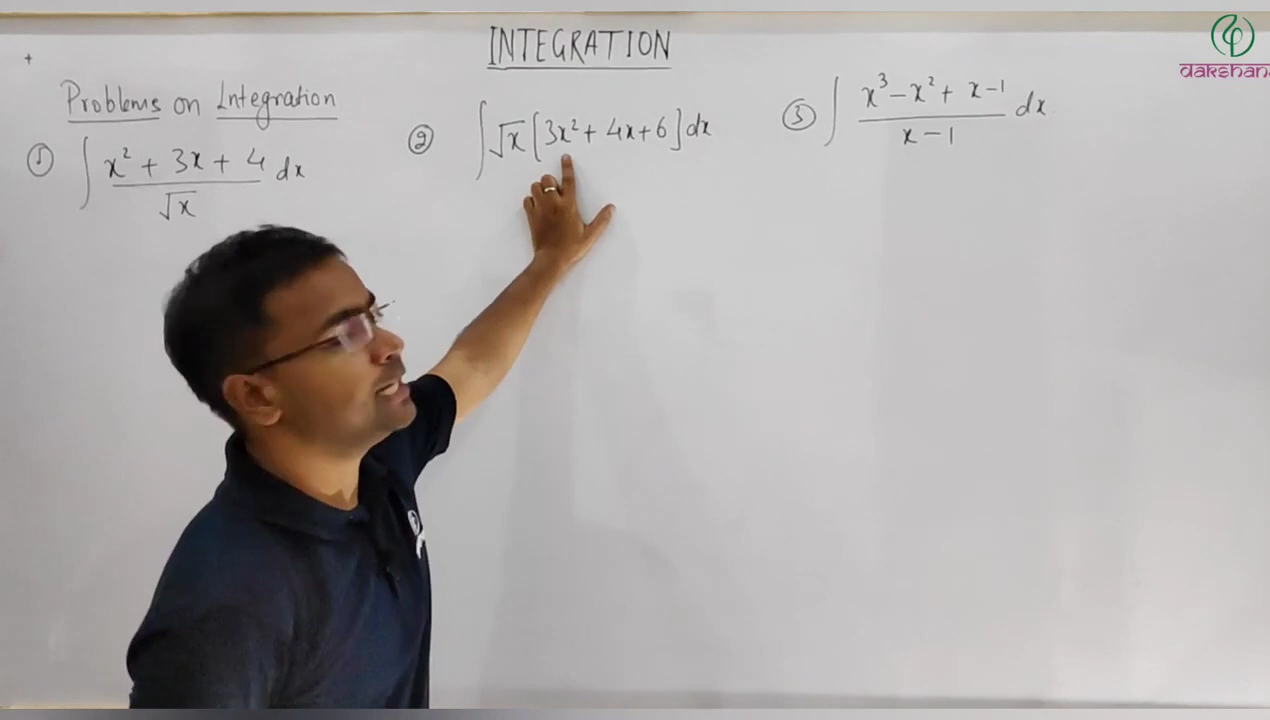 INTEGRATION
Problems on Integration
① ∫ x² + 3x + 4 / √x dx
② ∫ √x [3x² + 4x + 6] dx
③ ∫ x³ – x² + x – 1 / x – 1 dx
dakshana